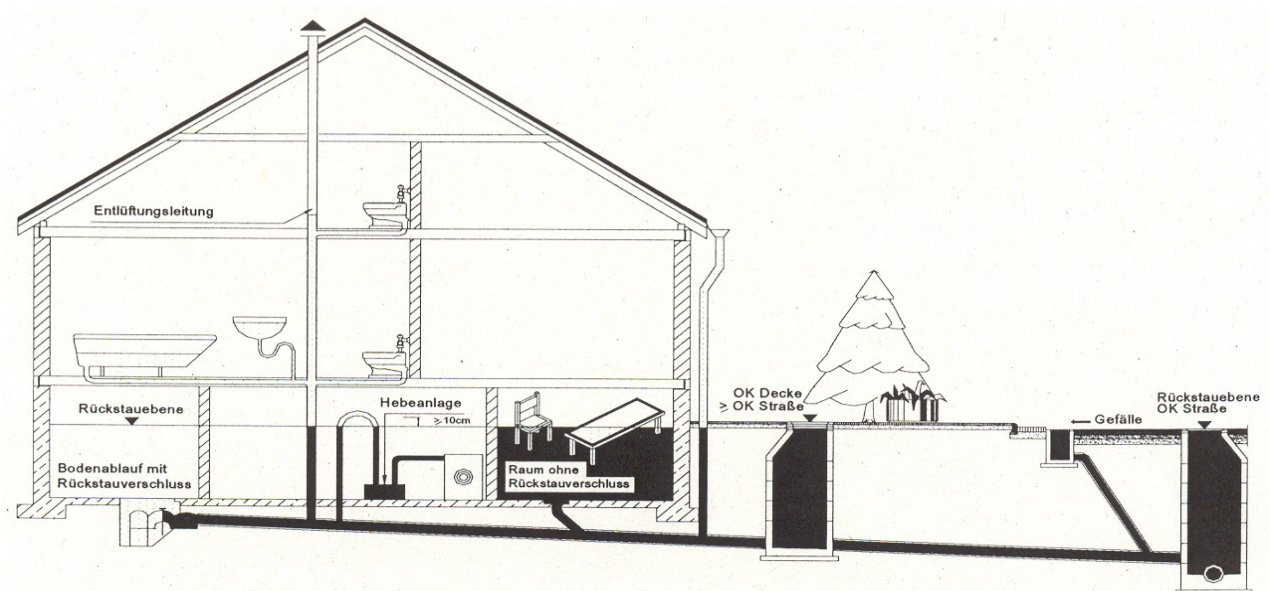 Entlüftungsleitung
Rückstauebene
Hebeanlage
≥ 10cm
Bodenablauf mit
Rückstauverschluss
Raum ohne
Rückstauverschluss
OK Decke
≥ OK Straße
Gefälle
Rückstauebene
OK Straße